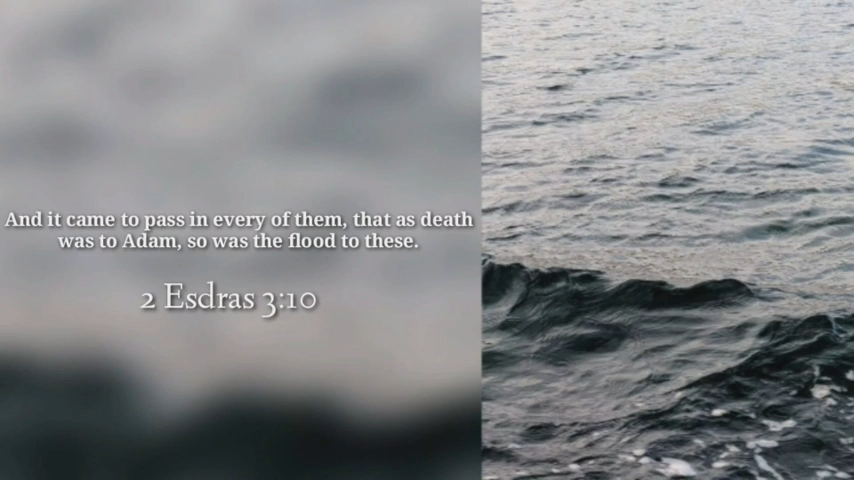 And it came to pass in every of them, that as death
was to Adam, so was the flood to these.
2 Esdras 3:10